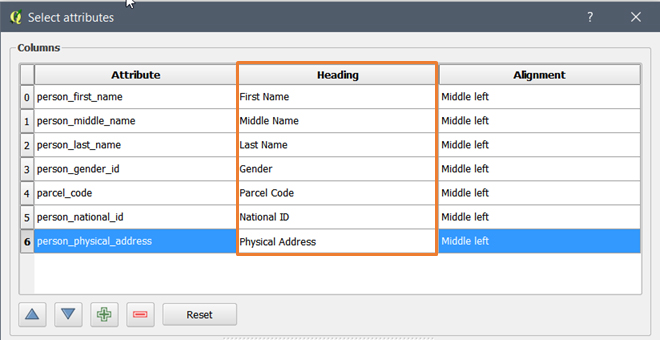 Select attributes
Columns
Attribute Heading Alignment
0 person_first_name First Name Middle left
1 person_middle_name Middle Name Middle left
2 person_last_name Last Name Middle left
3 person_gender_id Gender Middle left
4 parcel_code Parcel Code Middle left
5 person_national_id National ID Middle left
6 person_physical_address Physical Address Middle left
Reset